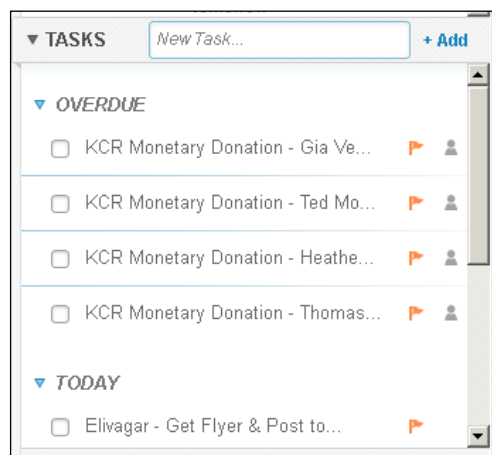 TASKS New Task... + Add
OVERDUE
KCR Monetary Donation - Gia Ve...
KCR Monetary Donation - Ted Mo...
KCR Monetary Donation - Heathe...
KCR Monetary Donation - Thomas...
TODAY
Elivagar - Get Flyer & Post to...